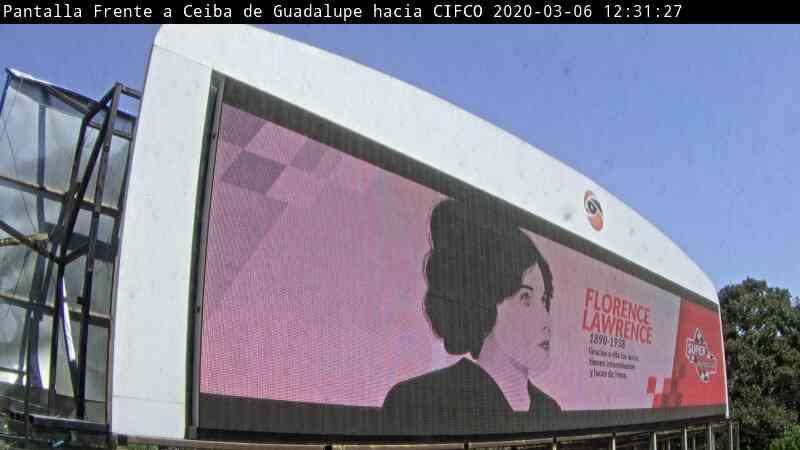 Pantalla Frente a Ceiba de Guadalupe hacia CIFCO 2020-03-06 12:31:27
FLORENCE
LAWRENCE
1890-1938
Gracias a ella los autos
tienen intermitentes
y luces de freno.
SUPER